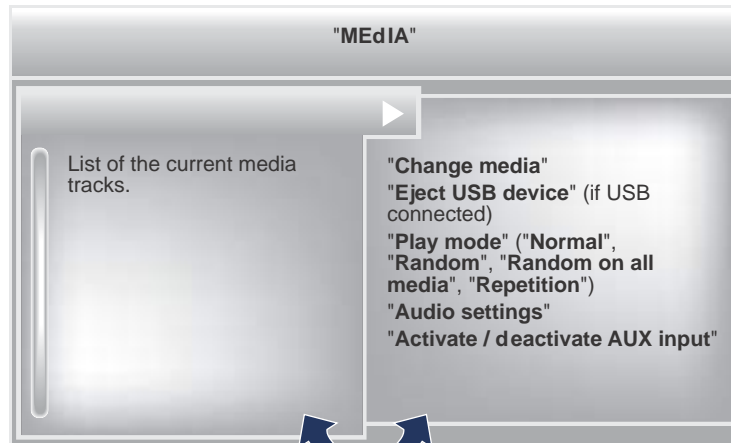 "MEdIA"
List of the current media
tracks.
"Change media"
"Eject USB device" (if USB
connected)
"Play mode" ("Normal",
"Random", "Random on all
media", "Repetition")
"Audio settings"
"Activate / deactivate AUX input"